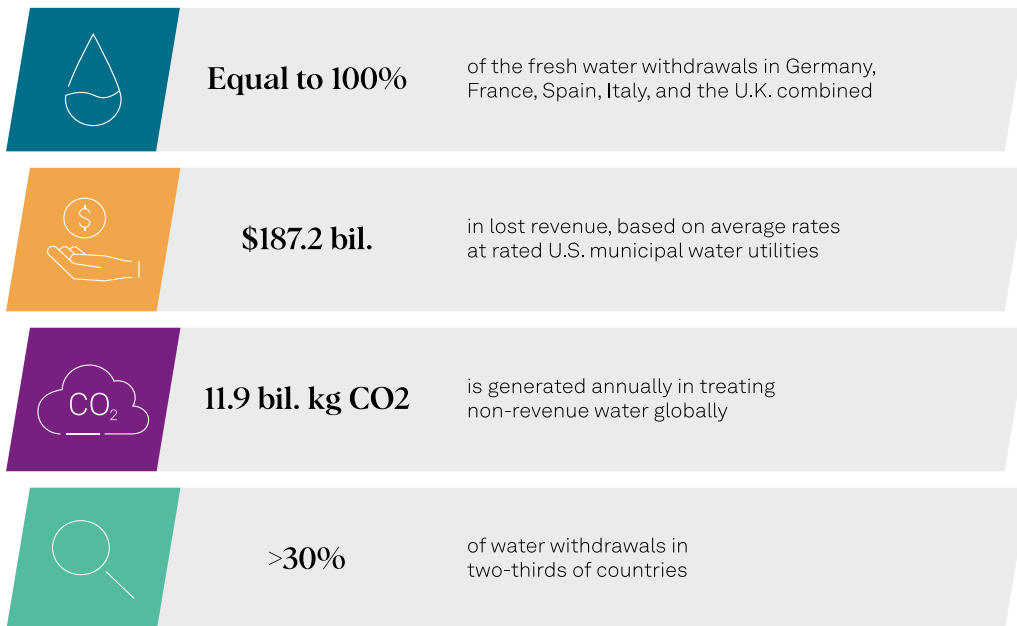 Equal to 100%
of the fresh water withdrawals in Germany,
France, Spain, Italy, and the U.K. combined
$
$187.2 bil.
in lost revenue, based on average rates
at rated U.S. municipal water utilities
CO₂
11.9 bil. kg CO2
is generated annually in treating
non-revenue water globally
>30%
of water withdrawals in
two-thirds of countries